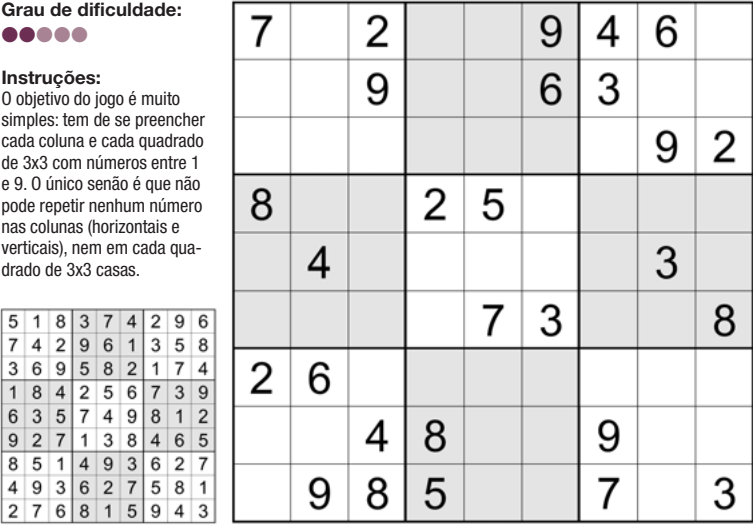 Grau de dificuldade:
Instruções:
O objetivo do jogo é muito
simples: tem de se preencher
cada coluna e cada quadrado
de 3x3 com números entre 1
e 9. O único senão é que não
pode repetir nenhum número
nas colunas (horizontais e
verticais), nem em cada qua-
drado de 3x3 casas.
5 1 8 3 7 4 2 9 6
7 4 2 9 6 1 3 5 8
3 6 9 5 8 2 1 7 4
1 8 4 2 5 6 7 3 9
6 3 5 7 4 9 8 1 2
9 2 7 1 3 8 4 6 5
8 5 1 4 9 3 6 2 7
4 9 3 6 2 7 5 8 1
2 7 6 8 1 5 9 4 3
7 2 9 4 6
9 6 3
9 2
8 2 5
4 3
7 3 8
2 6
4 8 9
9 8 5 7 3